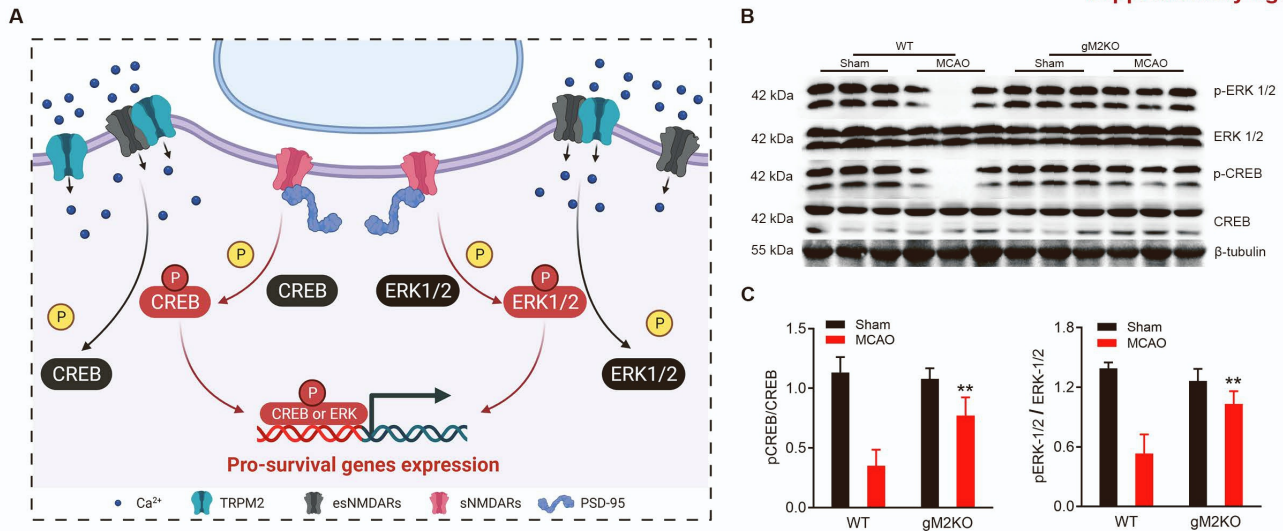 A
P
P
CREB
P
CREB
CREB
ERK1/2
P
P
ERK1/2
P
ERK1/2
P
CREB or ERK
Pro-survival genes expression
Ca²⁺
TRPM2
esNMDARs
sNMDARs
PSD-95
B
WT
gM2KO
Sham
MCAO
Sham
MCAO
42 kDa
p-ERK 1/2
42 kDa
ERK 1/2
42 kDa
p-CREB
42 kDa
CREB
55 kDa
β-tubulin
C
pCREB/CREB
1.5
1.0
0.5
0.0
Sham
MCAO
**
WT
gM2KO
pERK-1/2 / ERK-1/2
1.8
1.2
0.6
0.0
Sham
MCAO
**
WT
gM2KO